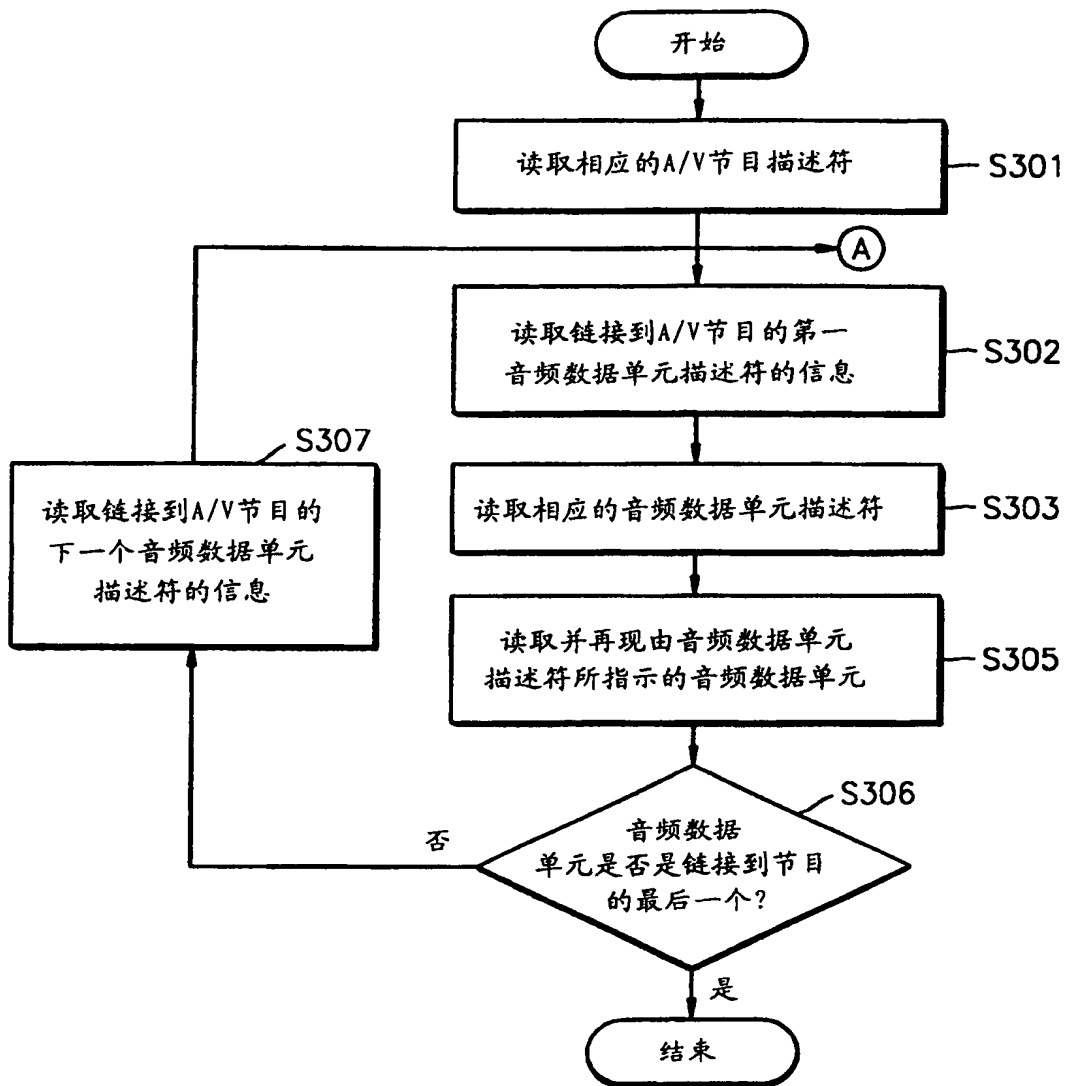 开始
读取相应的A/V节目描述符
S301
A
读取链接到A/V节目的第一
音频数据单元描述符的信息
S302
S307
读取链接到A/V节目的
下一个音频数据单元
描述符的信息
读取相应的音频数据单元描述符
S303
读取并再现由音频数据单元
描述符所指示的音频数据单元
S305
S306
音频数据
单元是否是链接到节目
的最后一个?
否
是
结束